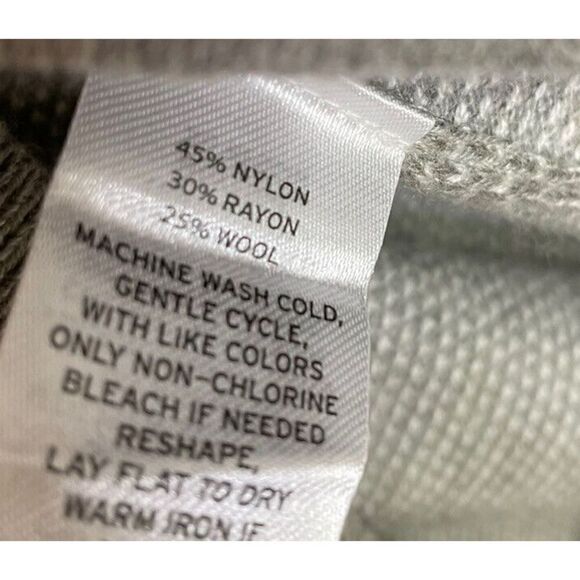 45% NYLON
30% RAYON
25% WOOL
MACHINE WASH COLD,
GENTLE CYCLE,
WITH LIKE COLORS
ONLY NON-CHLORINE
BLEACH IF NEEDED
RESHAPE,
LAY FLAT TO DRY
WARM IRON IF